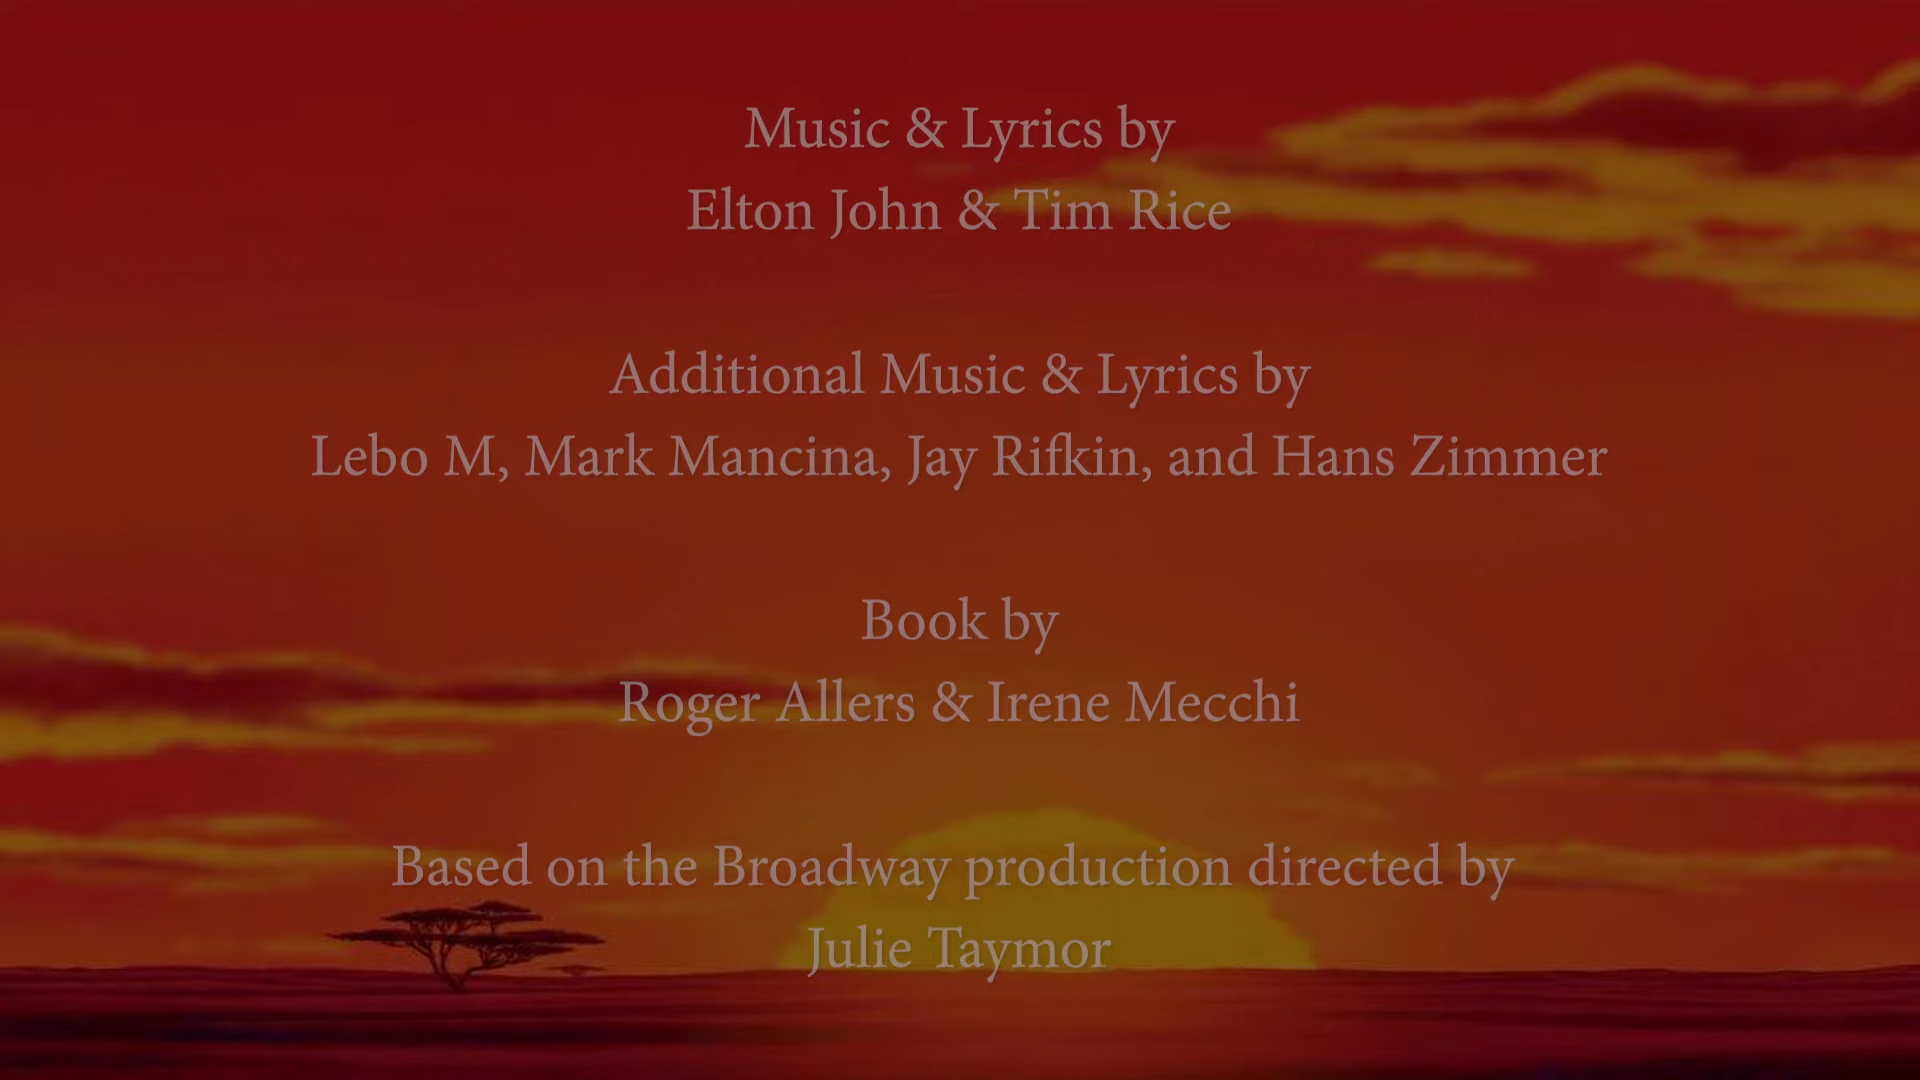 Music & Lyrics by
Elton John & Tim Rice
Additional Music & Lyrics by
Lebo M, Mark Mancina, Jay Rifkin, and Hans Zimmer
Book by
Roger Allers & Irene Mecchi
Based on the Broadway production directed by
Julie Taymor